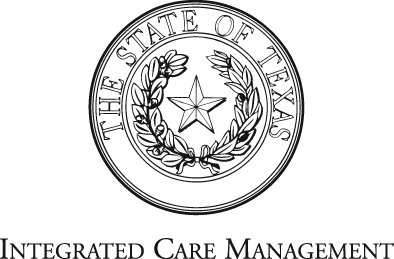 THE STATE OF TEXAS
INTEGRATED CARE MANAGEMENT